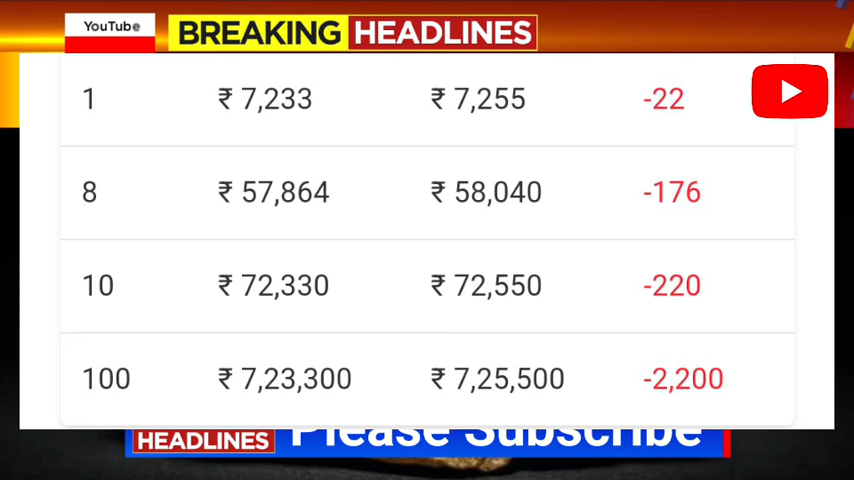 YouTube
BREAKING HEADLINES
1 ₹ 7,233 ₹ 7,255 -22
8 ₹ 57,864 ₹ 58,040 -176
10 ₹ 72,330 ₹ 72,550 -220
100 ₹ 7,23,300 ₹ 7,25,500 -2,200
HEADLINES Please Subscribe